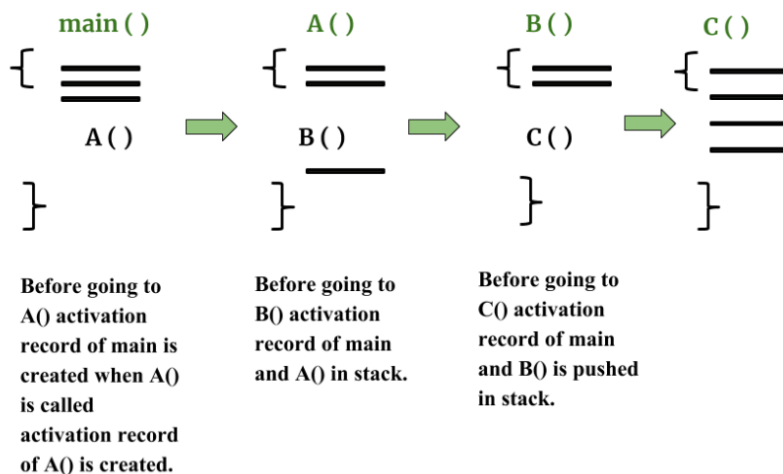 main ( )
A ( )
B ( )
C ( )
A ( )
B ( )
C ( )
Before going to
A() activation
record of main is
created when A()
is called
activation record
of A() is created.
Before going to
B() activation
record of main
and A() in stack.
Before going to
C() activation
record of main
and B() is pushed
in stack.